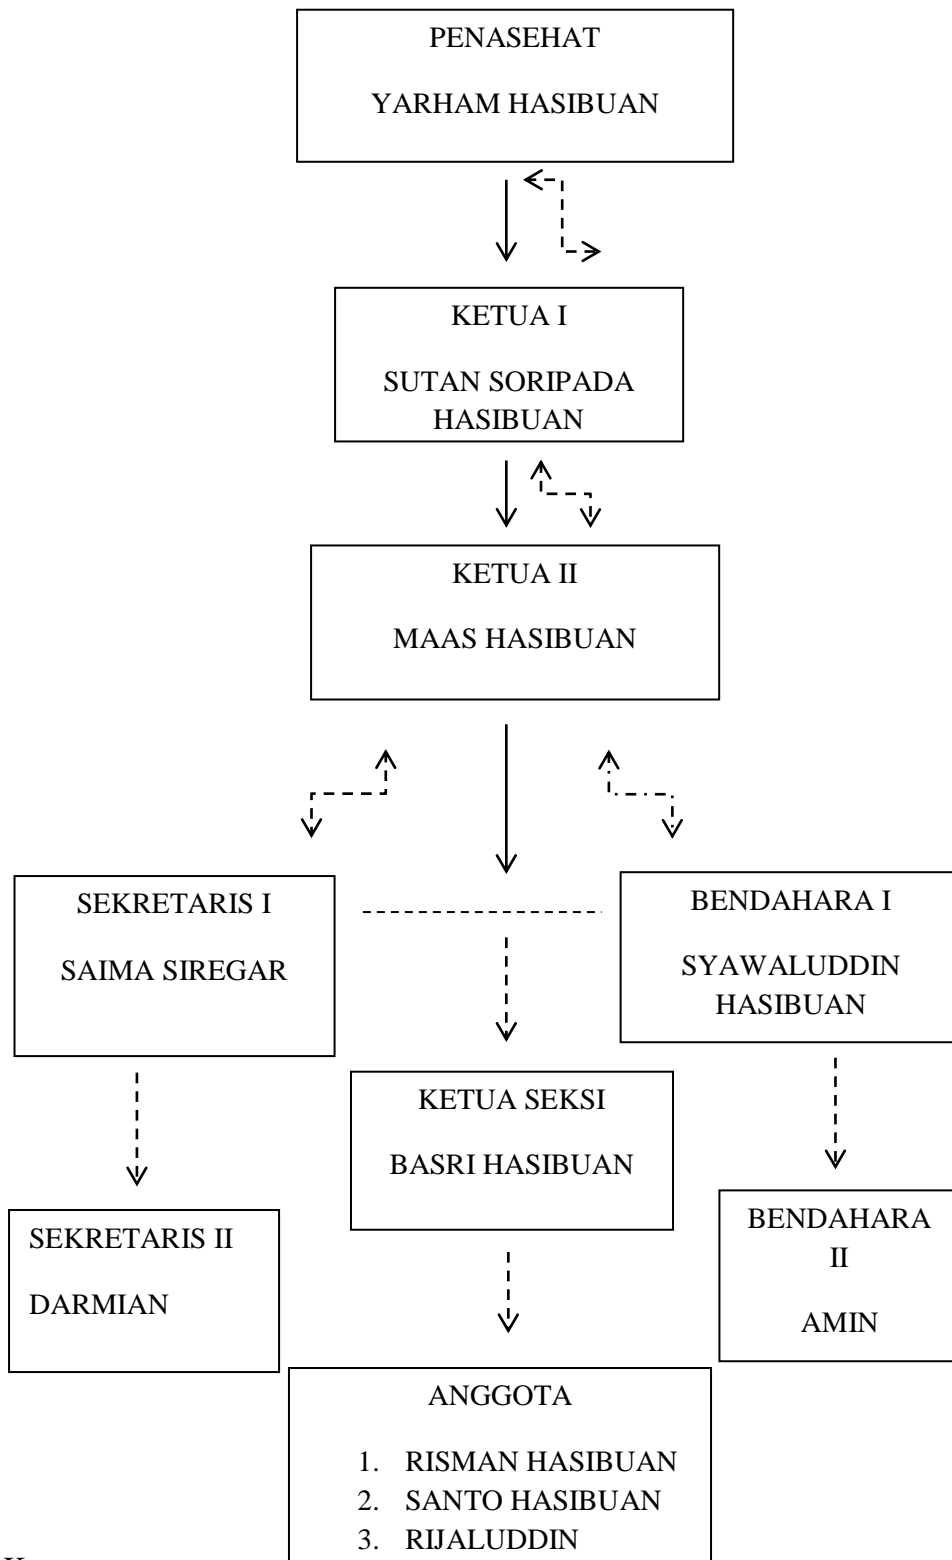 PENASEHAT
YARHAM HASIBUAN
KETUA I
SUTAN SORIPADA
HASIBUAN
KETUA II
MAAS HASIBUAN
SEKRETARIS I
SAIMA SIREGAR
BENDAHARA I
SYAWALUDDIN
HASIBUAN
KETUA SEKSI
BASRI HASIBUAN
SEKRETARIS II
DARMIAN
BENDAHARA
II
AMIN
ANGGOTA
1. RISMAN HASIBUAN
2. SANTO HASIBUAN
3. RIJALUDDIN